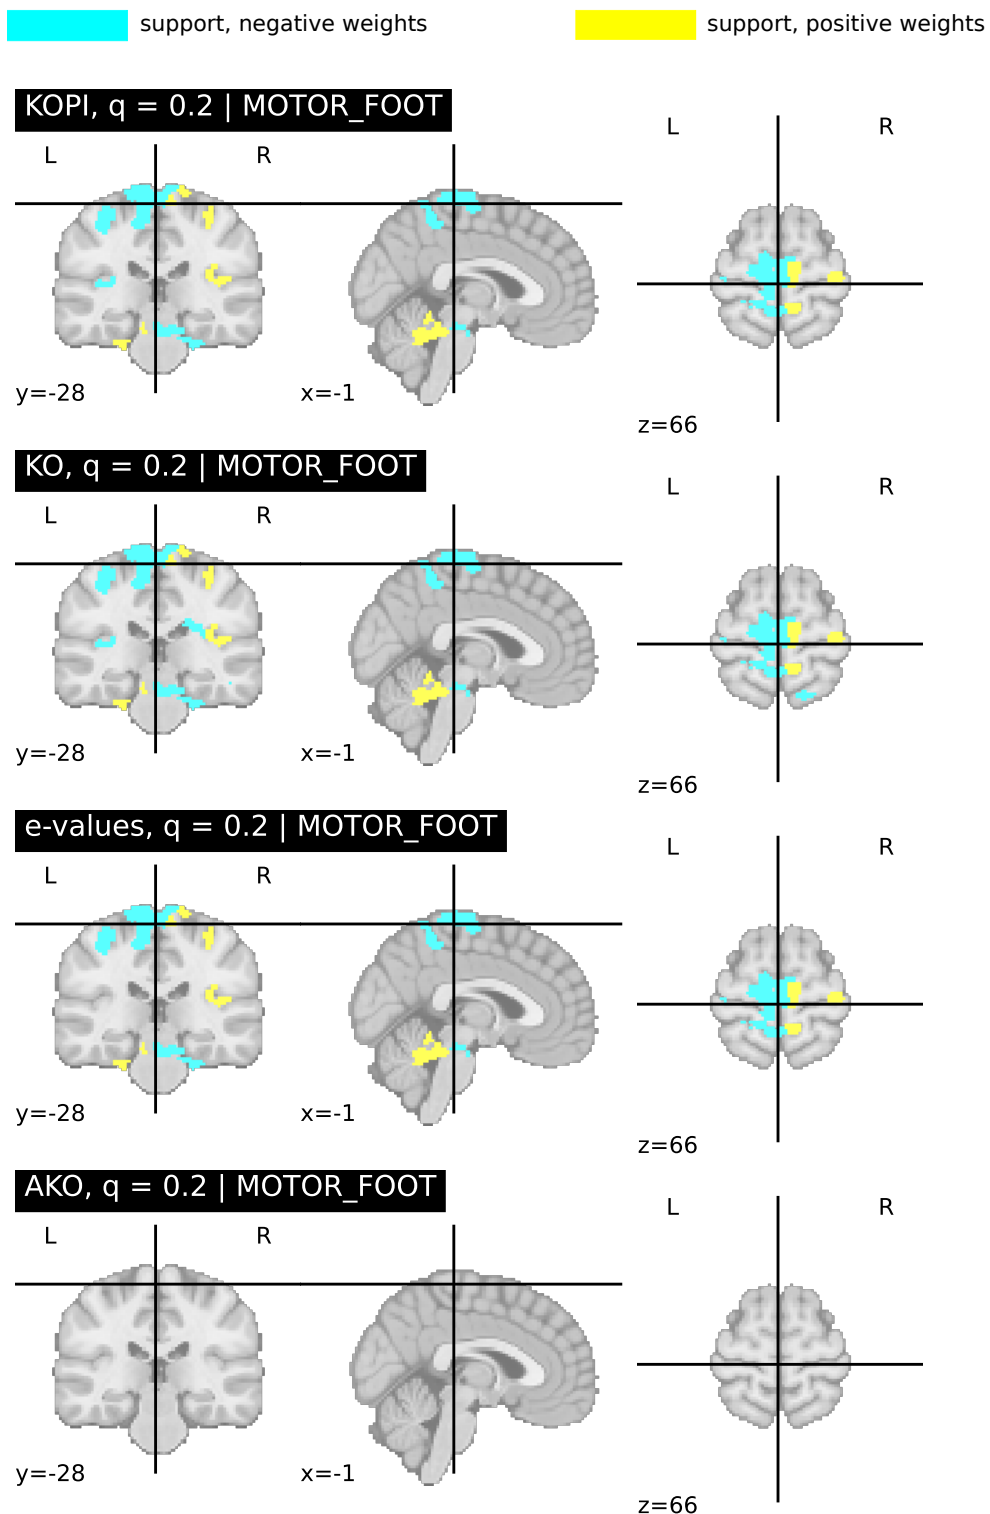 support, negative weights
support, positive weights
KOPI, q = 0.2 | MOTOR_FOOT
L R L R
y=-28 x=-1 z=66
KO, q = 0.2 | MOTOR_FOOT
L R L R
y=-28 x=-1 z=66
e-values, q = 0.2 | MOTOR_FOOT
L R L R
y=-28 x=-1 z=66
AKO, q = 0.2 | MOTOR_FOOT
L R L R
y=-28 x=-1 z=66